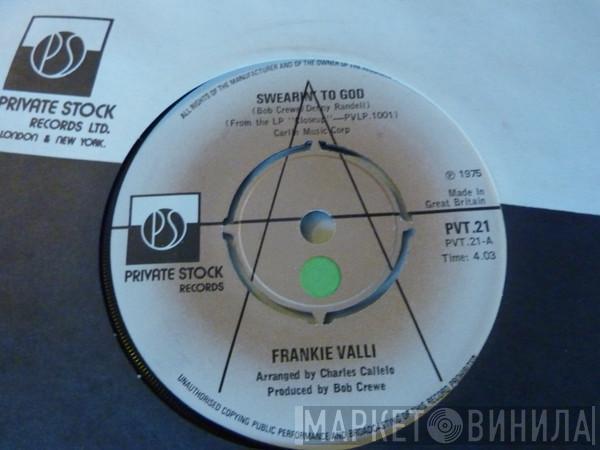 PS
PRIVATE STOCK
RECORDS LTD.
LONDON & NEW YORK.
ALL RIGHTS OF THE MANUFACTURER AND OF THE OWNER OF THE
SWEARIN' TO GOD
(Bob Crewe/Denny Randell)
(From the LP "Closeup"—PVLP.1001)
Carlin Music Corp
℗ 1975
Made in
Great Britain
PVT.21
PVT.21-A
Time: 4.03
A
PS
PRIVATE STOCK
RECORDS
FRANKIE VALLI
Arranged by Charles Callelo
Produced by Bob Crewe
UNAUTHORISED COPYING PUBLIC PERFORMANCE AND BROADCASTING OF THIS RECORD PROHIBITED
МАРКЕТ ВИНИЛА